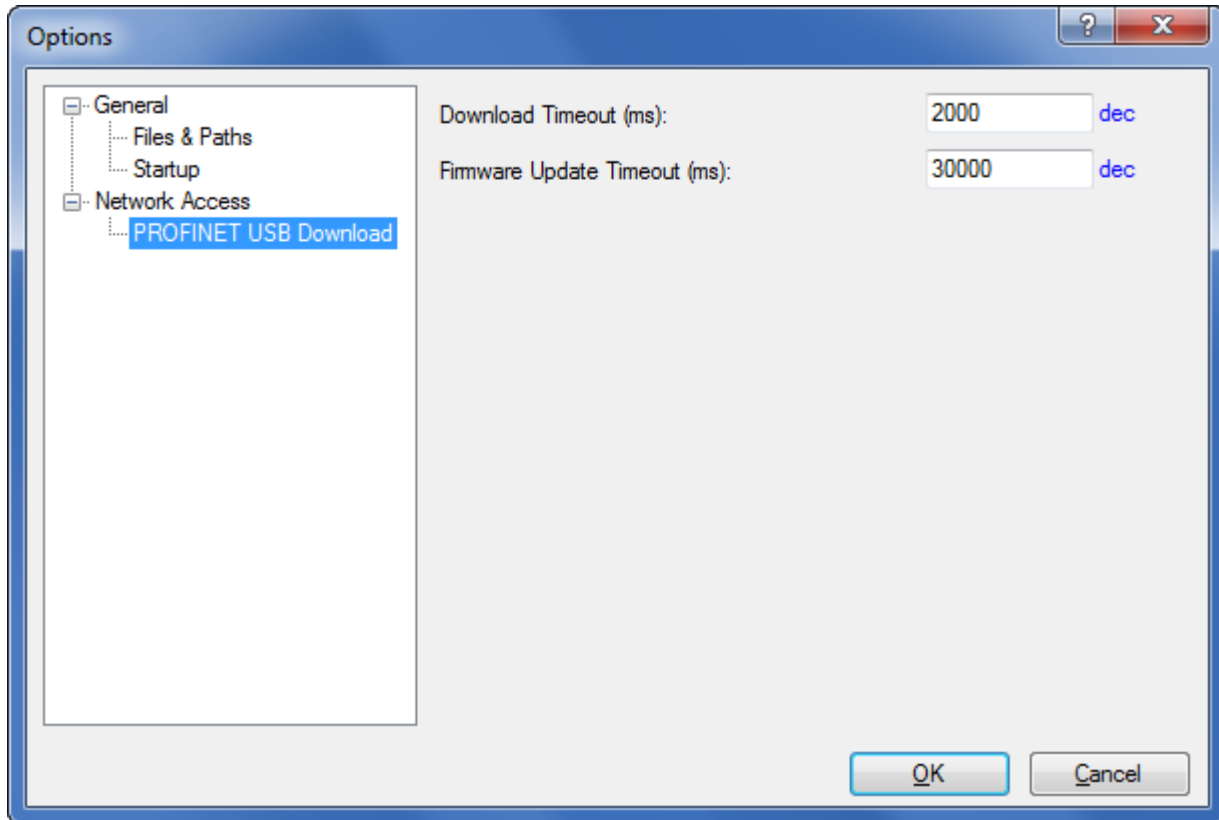 Options
General
Files & Paths
Startup
Network Access
PROFINET USB Download
Download Timeout (ms): 2000 dec
Firmware Update Timeout (ms): 30000 dec
OK Cancel